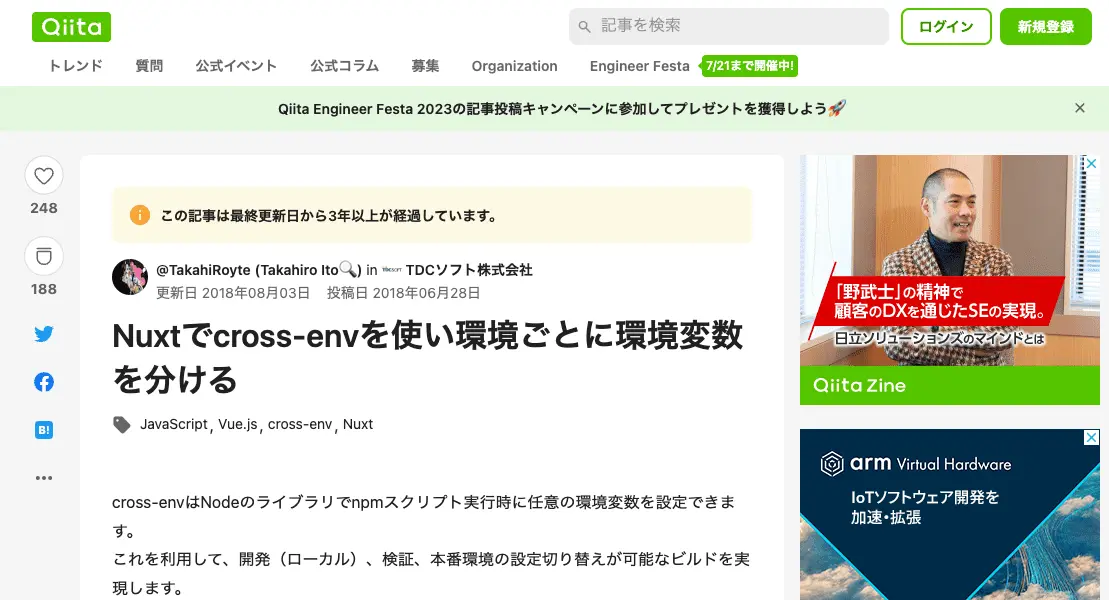 Qiita
記事を検索
ログイン
新規登録
トレンド 質問 公式イベント 公式コラム 募集 Organization Engineer Festa 7/21まで開催中!
Qiita Engineer Festa 2023の記事投稿キャンペーンに参加してプレゼントを獲得しよう🚀
248
188
B!
この記事は最終更新日から3年以上が経過しています。
@TakahiRoyte (Takahiro Ito🔍) in TDCソフト株式会社
更新日 2018年08月03日 投稿日 2018年06月28日
Nuxtでcross-envを使い環境ごとに環境変数
を分ける
JavaScript, Vue.js, cross-env, Nuxt
cross-envはNodeのライブラリでnpmスクリプト実行時に任意の環境変数を設定できま
す。
これを利用して、開発（ローカル）、検証、本番環境の設定切り替えが可能なビルドを実
現します。
「野武士」の精神で
顧客のDXを通じたSEの実現。
日立ソリューションズのマインドとは
Qiita Zine
arm Virtual Hardware
IoTソフトウェア開発を
加速・拡張